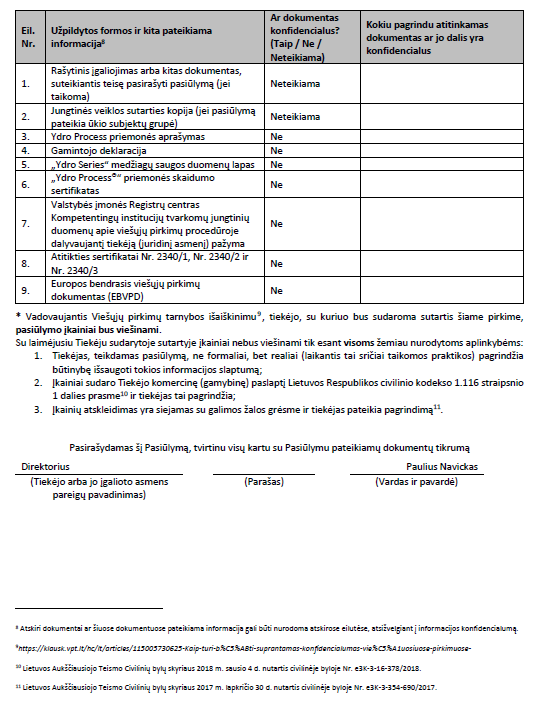 Eil. Nr.
Užpildytos formos ir kita pateikiama informacija⁸
Ar dokumentas konfidencialus? (Taip / Ne / Neteikiama)
Kokiu pagrindu atitinkamas dokumentas ar jo dalis yra konfidencialus
1. Rašytinis įgaliojimas arba kitas dokumentas, suteikiantis teisę pasirašyti pasiūlymą (jei taikoma) Neteikiama
2. Jungtinės veiklos sutarties kopija (jei pasiūlymą pateikia ūkio subjektų grupė) Neteikiama
3. Ydro Process priemonės aprašymas Ne
4. Gamintojo deklaracija Ne
5. „Ydro Series“ medžiagų saugos duomenų lapas Ne
6. „Ydro Process®“ priemonės skaidumo sertifikatas Ne
7. Valstybės įmonės Registrų centras Kompetentingų institucijų tvarkomų jungtinių duomenų apie viešųjų pirkimų procedūroje dalyvaujantį tiekėją (juridinį asmenį) pažyma Ne
8. Atitikties sertifikatai Nr. 2340/1, Nr. 2340/2 ir Nr. 2340/3 Ne
9. Europos bendrasis viešųjų pirkimų dokumentas (EBVPD) Ne
* Vadovaujantis Viešųjų pirkimų tarnybos išaiškinimu⁹, tiekėjo, su kuriuo bus sudaroma sutartis šiame pirkime,
pasiūlymo įkainiai bus viešinami.
Su laimėjusiu Tiekėju sudarytoje sutartyje įkainiai nebus viešinami tik esant visoms žemiau nurodytoms aplinkybėms:
1. Tiekėjas, teikdamas pasiūlymą, ne formaliai, bet realiai (laikantis tai sričiai taikomos praktikos) pagrindžia
būtinybę išsaugoti tokios informacijos slaptumą;
2. Įkainiai sudaro Tiekėjo komercinę (gamybinę) paslaptį Lietuvos Respublikos civilinio kodekso 1.116 straipsnio
1 dalies prasme¹⁰ ir tiekėjas tai pagrindžia;
3. Įkainių atskleidimas yra siejamas su galimos žalos grėsme ir tiekėjas pateikia pagrindimą¹¹.
Pasirašydamas šį Pasiūlymą, tvirtinu visų kartu su Pasiūlymu pateikiamų dokumentų tikrumą
Direktorius Paulius Navickas
(Tiekėjo arba jo įgalioto asmens pareigų pavadinimas) (Parašas) (Vardas ir pavardė)
⁸ Atskiri dokumentai ar šiuose dokumentuose pateikiama informacija gali būti nurodoma atskirose eilutėse, atsižvelgiant į informacijos konfidencialumą.
⁹https://klausk.vpt.lt/hc/lt/articles/115005730625-Kaip-turi-b%C5%ABti-suprantamas-konfidencialumas-vie%C5%A1uosiuose-pirkimuose-
¹⁰ Lietuvos Aukščiausiojo Teismo Civilinių bylų skyriaus 2018 m. sausio 4 d. nutartis civilinėje byloje Nr. e3K-3-16-378/2018.
¹¹ Lietuvos Aukščiausiojo Teismo Civilinių bylų skyriaus 2017 m. lapkričio 30 d. nutartis civilinėje byloje Nr. e3K-3-354-690/2017.